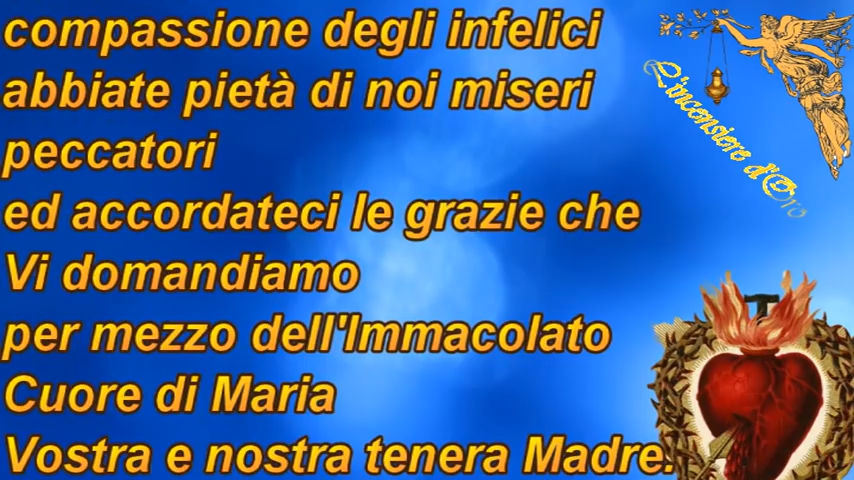 compassione degli infelici
abbiate pietà di noi miseri
peccatori
ed accordateci le grazie che
Vi domandiamo
per mezzo dell'Immacolato
Cuore di Maria
Vostra e nostra tenera Madre.
L'incensiere d'Oro